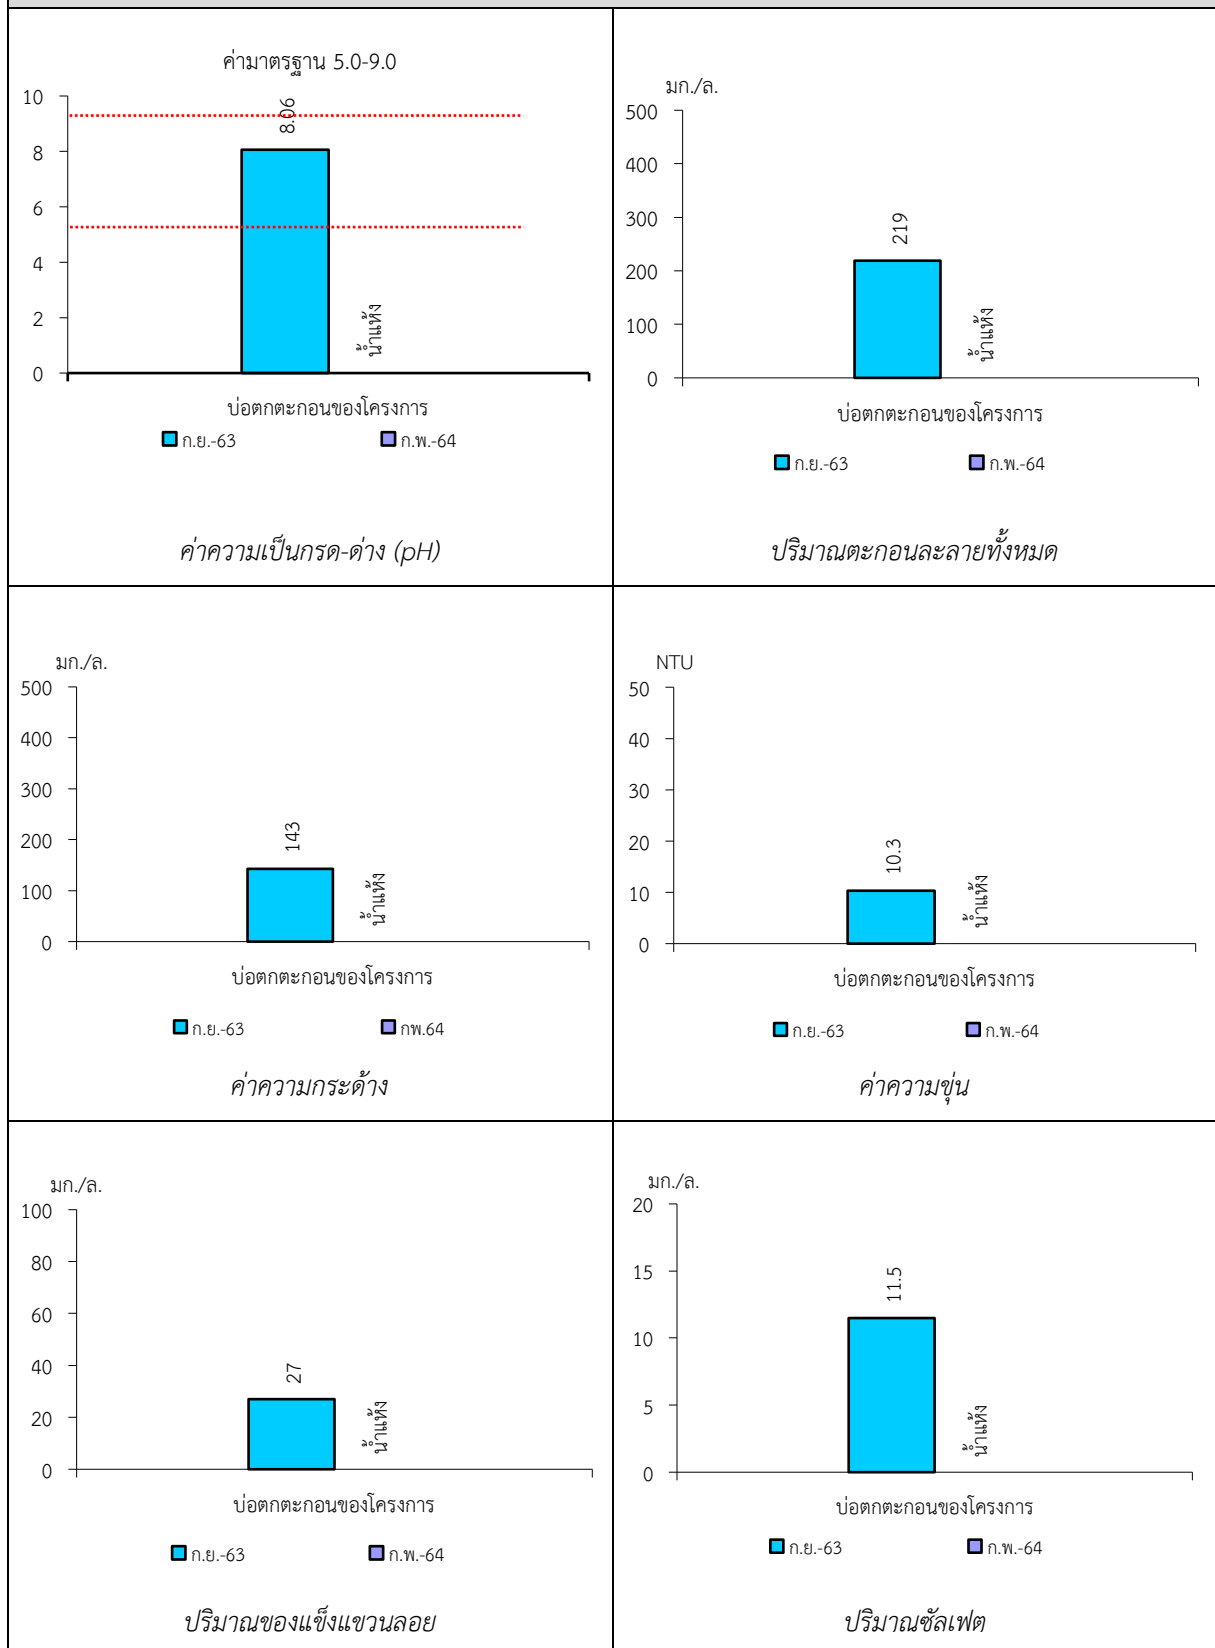 ค่ามาตรฐาน 5.0-9.0
10
8
6
4
2
0
8.06
น้ำแห้ง
บ่อตกตะกอนของโครงการ
ก.ย.-63 ก.พ.-64
ค่าความเป็นกรด-ด่าง (pH)
มก./ล.
500
400
300
200
100
0
219
น้ำแห้ง
บ่อตกตะกอนของโครงการ
ก.ย.-63 ก.พ.-64
ปริมาณตะกอนละลายทั้งหมด
มก./ล.
500
400
300
200
100
0
143
น้ำแห้ง
บ่อตกตะกอนของโครงการ
ก.ย.-63 กพ.64
ค่าความกระด้าง
NTU
50
40
30
20
10
0
10.3
น้ำแห้ง
บ่อตกตะกอนของโครงการ
ก.ย.-63 ก.พ.-64
ค่าความขุ่น
มก./ล.
100
80
60
40
20
0
27
น้ำแห้ง
บ่อตกตะกอนของโครงการ
ก.ย.-63 ก.พ.-64
ปริมาณของแข็งแขวนลอย
มก./ล.
20
15
10
5
0
11.5
น้ำแห้ง
บ่อตกตะกอนของโครงการ
ก.ย.-63 ก.พ.-64
ปริมาณซัลเฟต